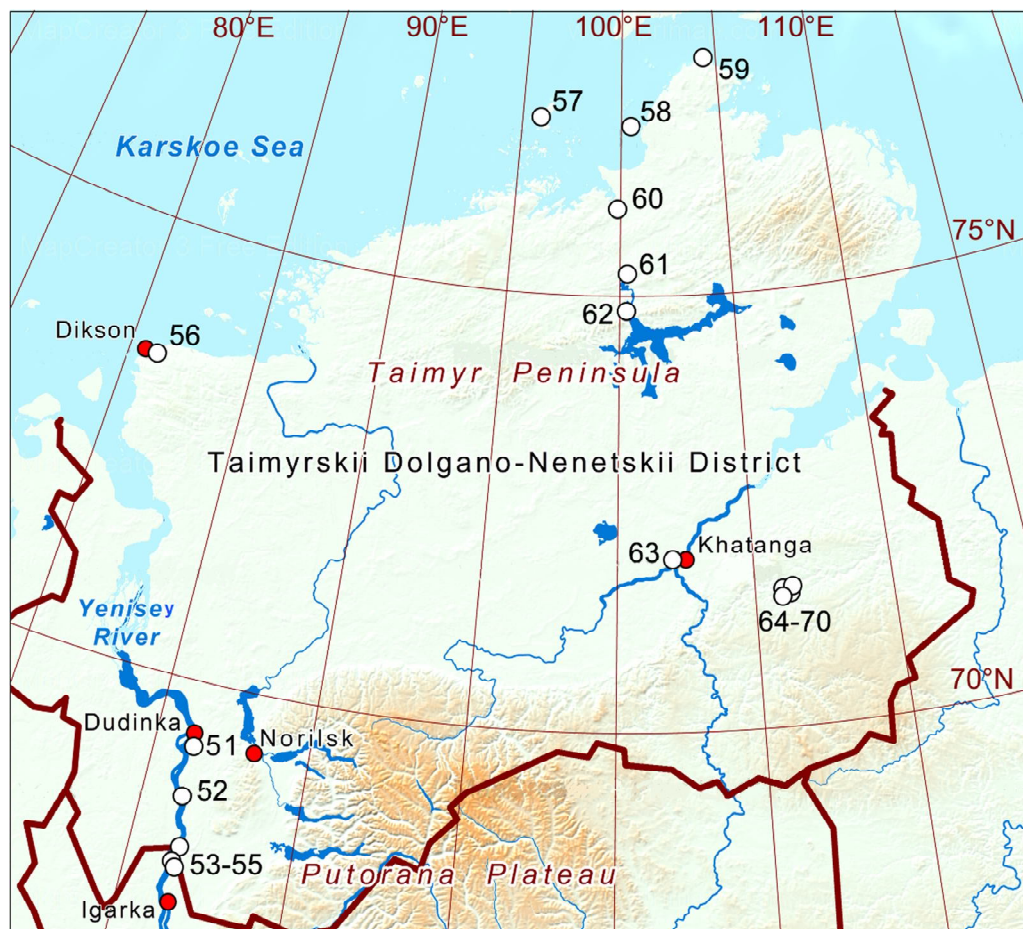 80°E
90°E
100°E
110°E
59
57
58
Karskoe Sea
60
75°N
61
62
Dikson
56
Taimyr Peninsula
Taimyrskii Dolgano-Nenetskii District
63
Khatanga
Yenisey
River
64-70
70°N
Dudinka
51
Norilsk
52
53-55
Putorana Plateau
Igarka